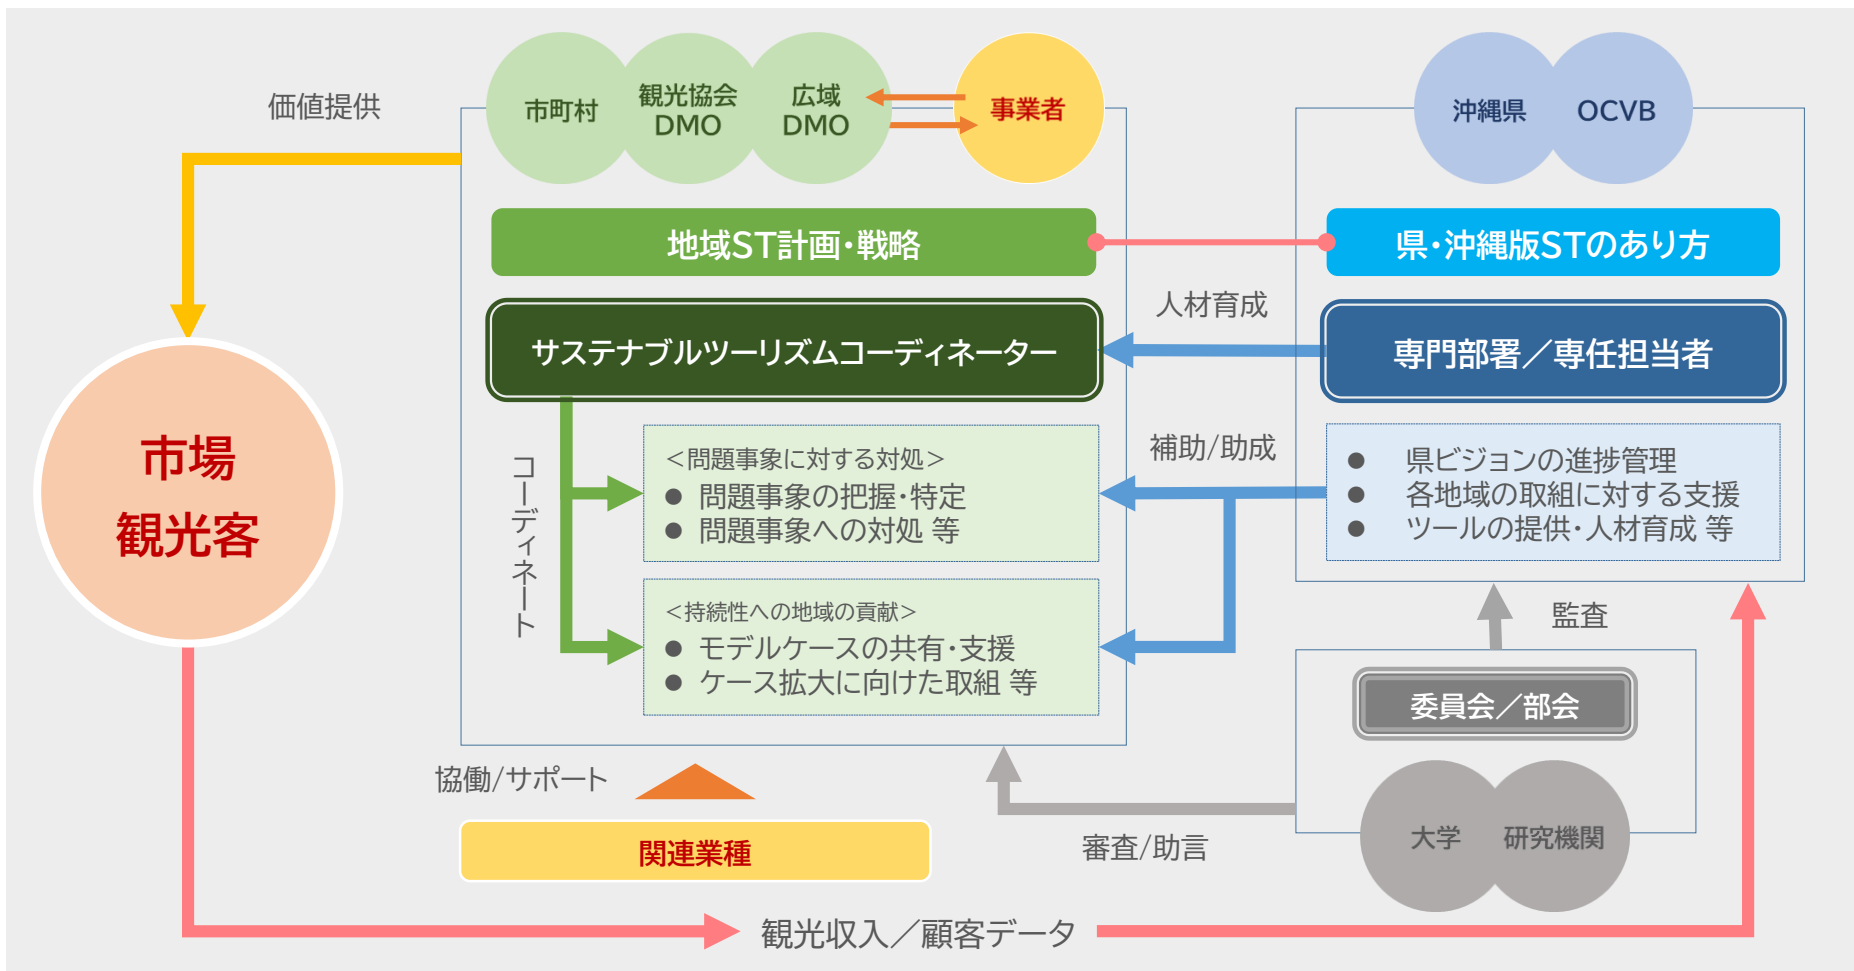 価値提供
市町村
観光協会
DMO
広域
DMO
事業者
沖縄県
OCVB
地域ST計画・戦略
県・沖縄版STのあり方
サステナブルツーリズムコーディネーター
人材育成
専門部署／専任担当者
市場
観光客
コーディネート
＜問題事象に対する対処＞
● 問題事象の把握・特定
● 問題事象への対処 等
補助/助成
● 県ビジョンの進捗管理
● 各地域の取組に対する支援
● ツールの提供・人材育成 等
＜持続性への地域の貢献＞
● モデルケースの共有・支援
● ケース拡大に向けた取組 等
監査
委員会／部会
大学
研究機関
協働/サポート
関連業種
審査/助言
観光収入／顧客データ